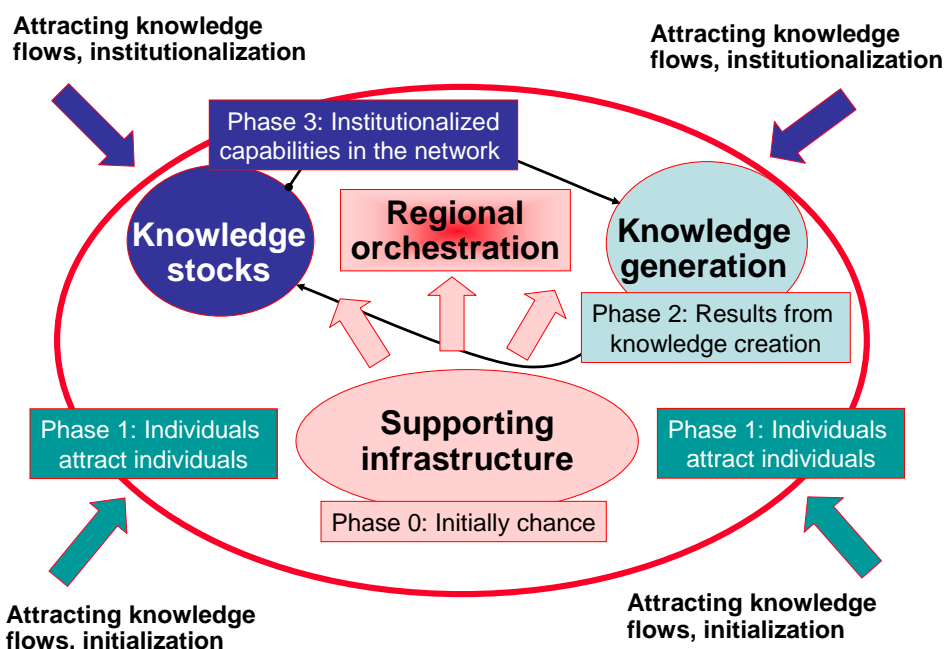 Attracting knowledge
flows, institutionalization
Attracting knowledge
flows, institutionalization
Phase 3: Institutionalized
capabilities in the network
Knowledge
stocks
Regional
orchestration
Knowledge
generation
Phase 2: Results from
knowledge creation
Supporting
infrastructure
Phase 1: Individuals
attract individuals
Phase 1: Individuals
attract individuals
Phase 0: Initially chance
Attracting knowledge
flows, initialization
Attracting knowledge
flows, initialization